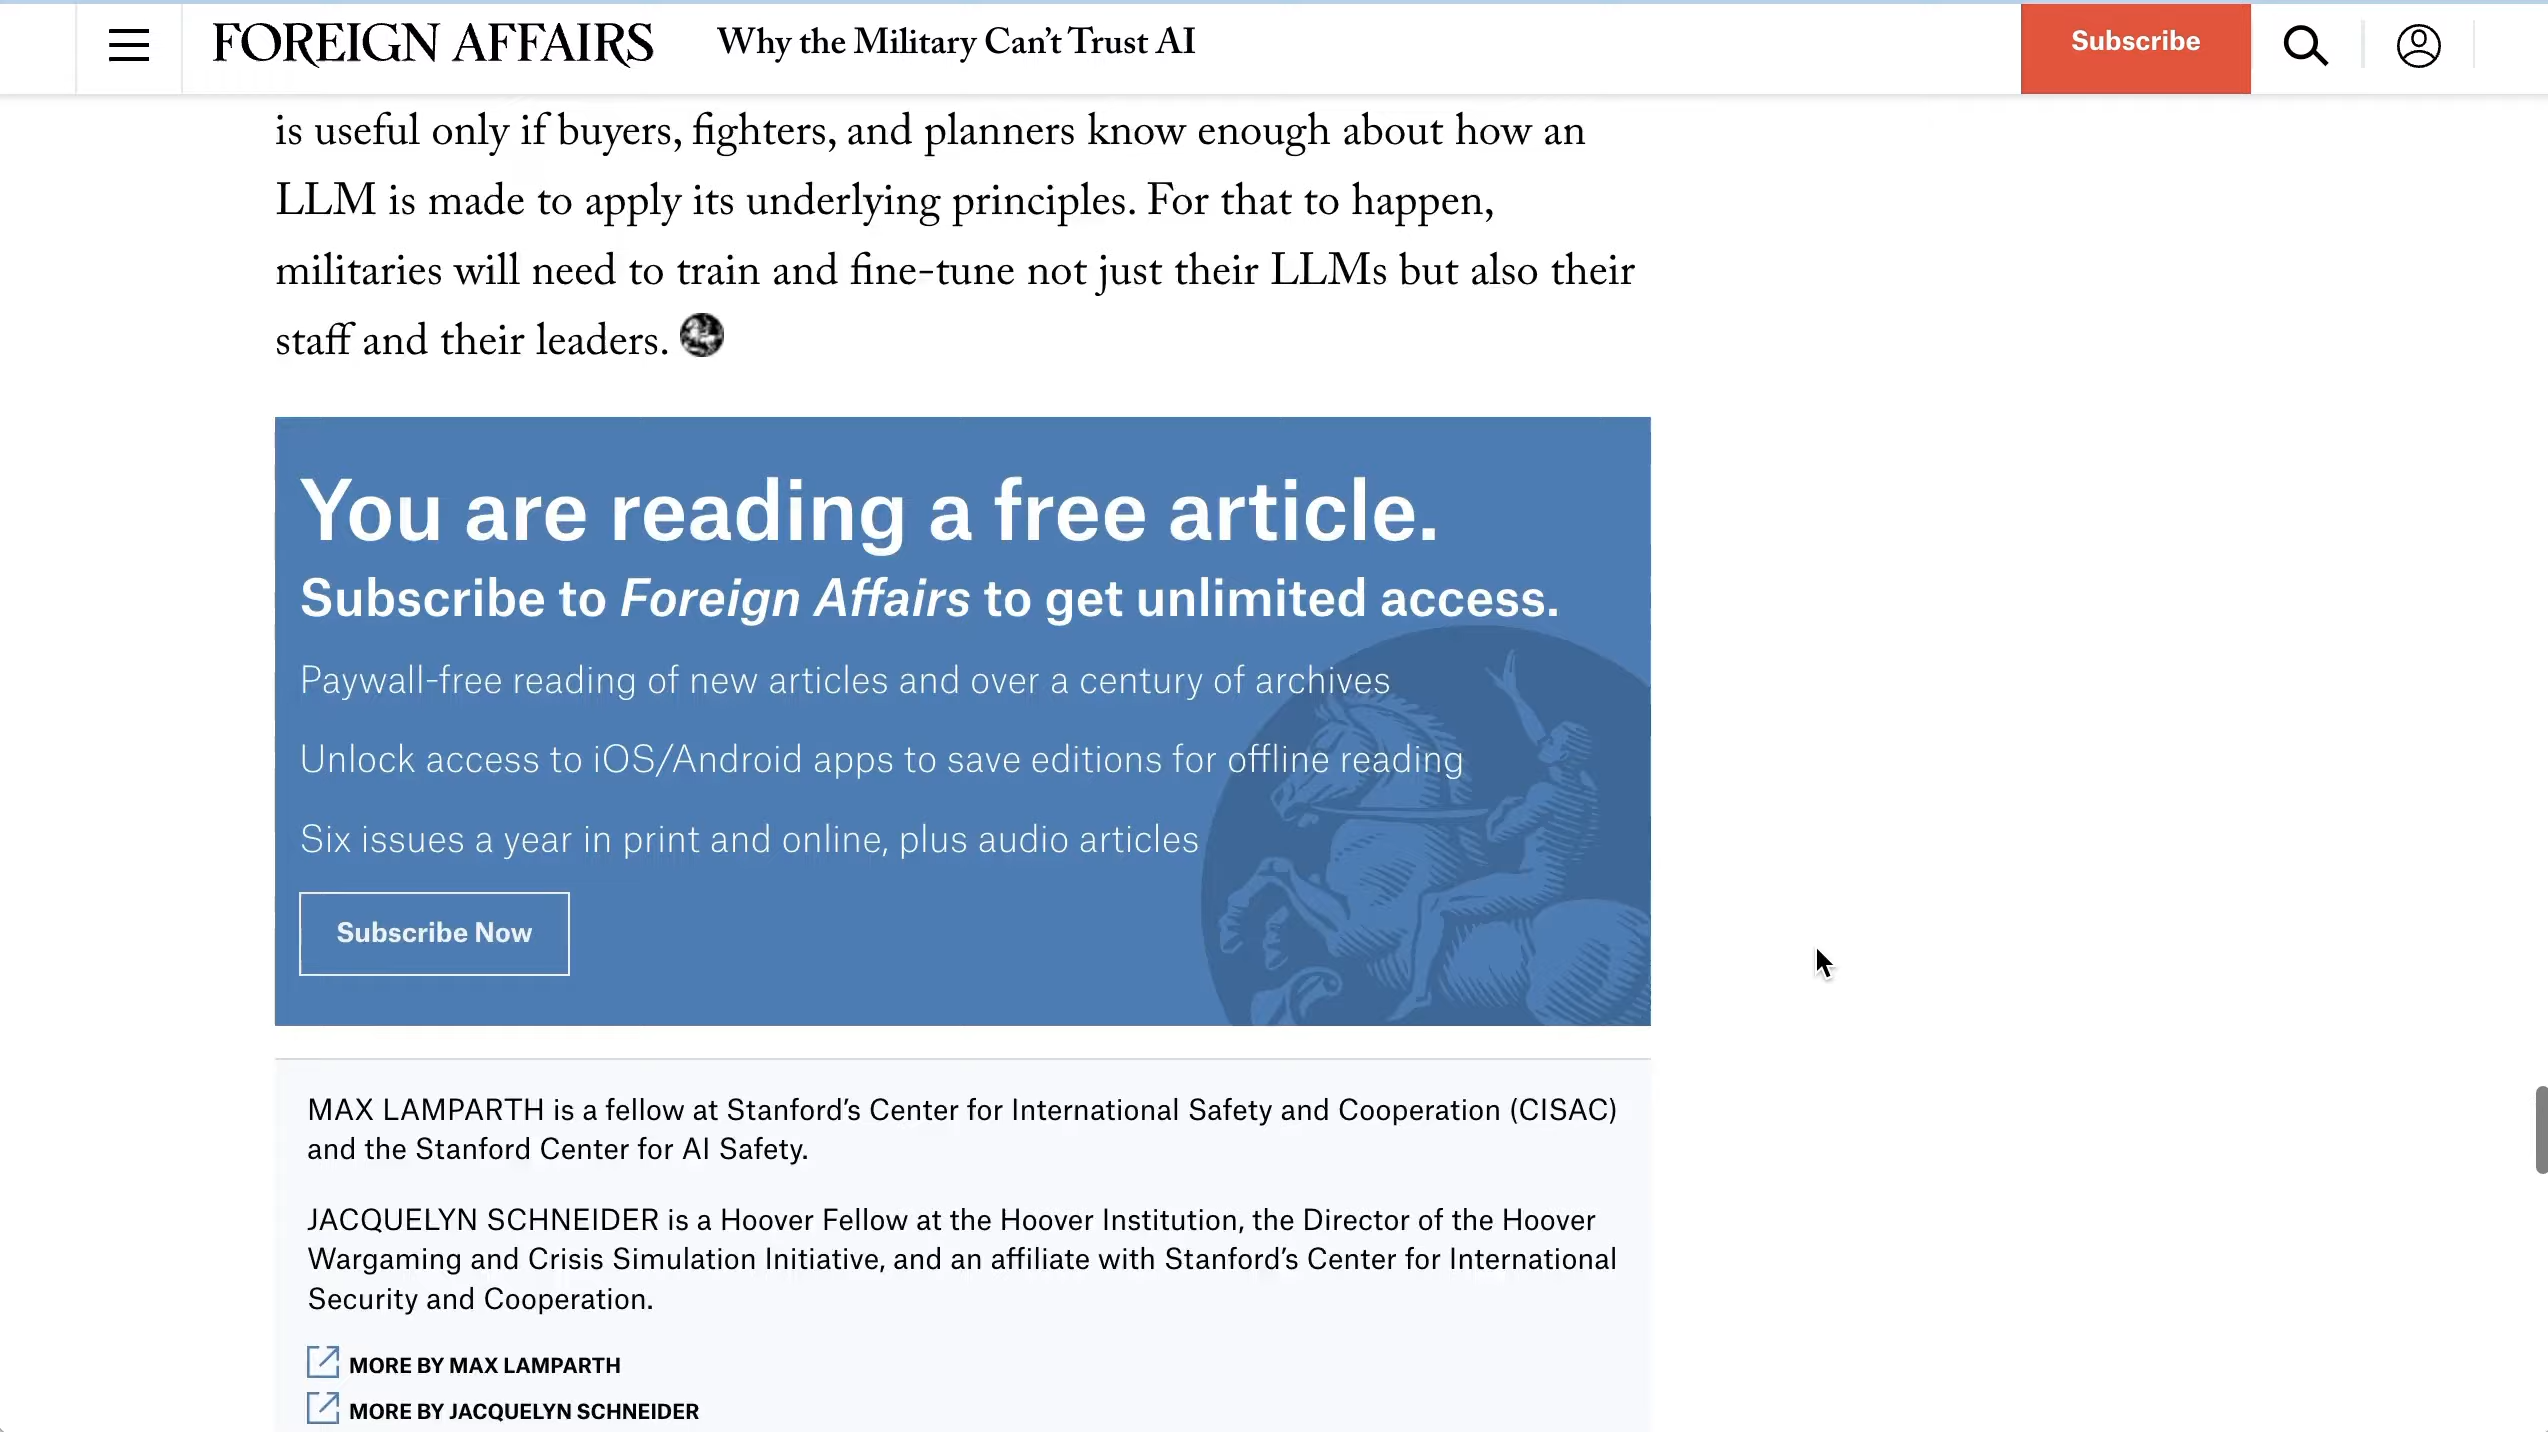 FOREIGN AFFAIRS
Why the Military Can’t Trust AI
Subscribe
is useful only if buyers, fighters, and planners know enough about how an
LLM is made to apply its underlying principles. For that to happen,
militaries will need to train and fine-tune not just their LLMs but also their
staff and their leaders.
You are reading a free article.
Subscribe to Foreign Affairs to get unlimited access.
Paywall-free reading of new articles and over a century of archives
Unlock access to iOS/Android apps to save editions for offline reading
Six issues a year in print and online, plus audio articles
Subscribe Now
MAX LAMPARTH is a fellow at Stanford’s Center for International Safety and Cooperation (CISAC)
and the Stanford Center for AI Safety.
JACQUELYN SCHNEIDER is a Hoover Fellow at the Hoover Institution, the Director of the Hoover
Wargaming and Crisis Simulation Initiative, and an affiliate with Stanford’s Center for International
Security and Cooperation.
MORE BY MAX LAMPARTH
MORE BY JACQUELYN SCHNEIDER